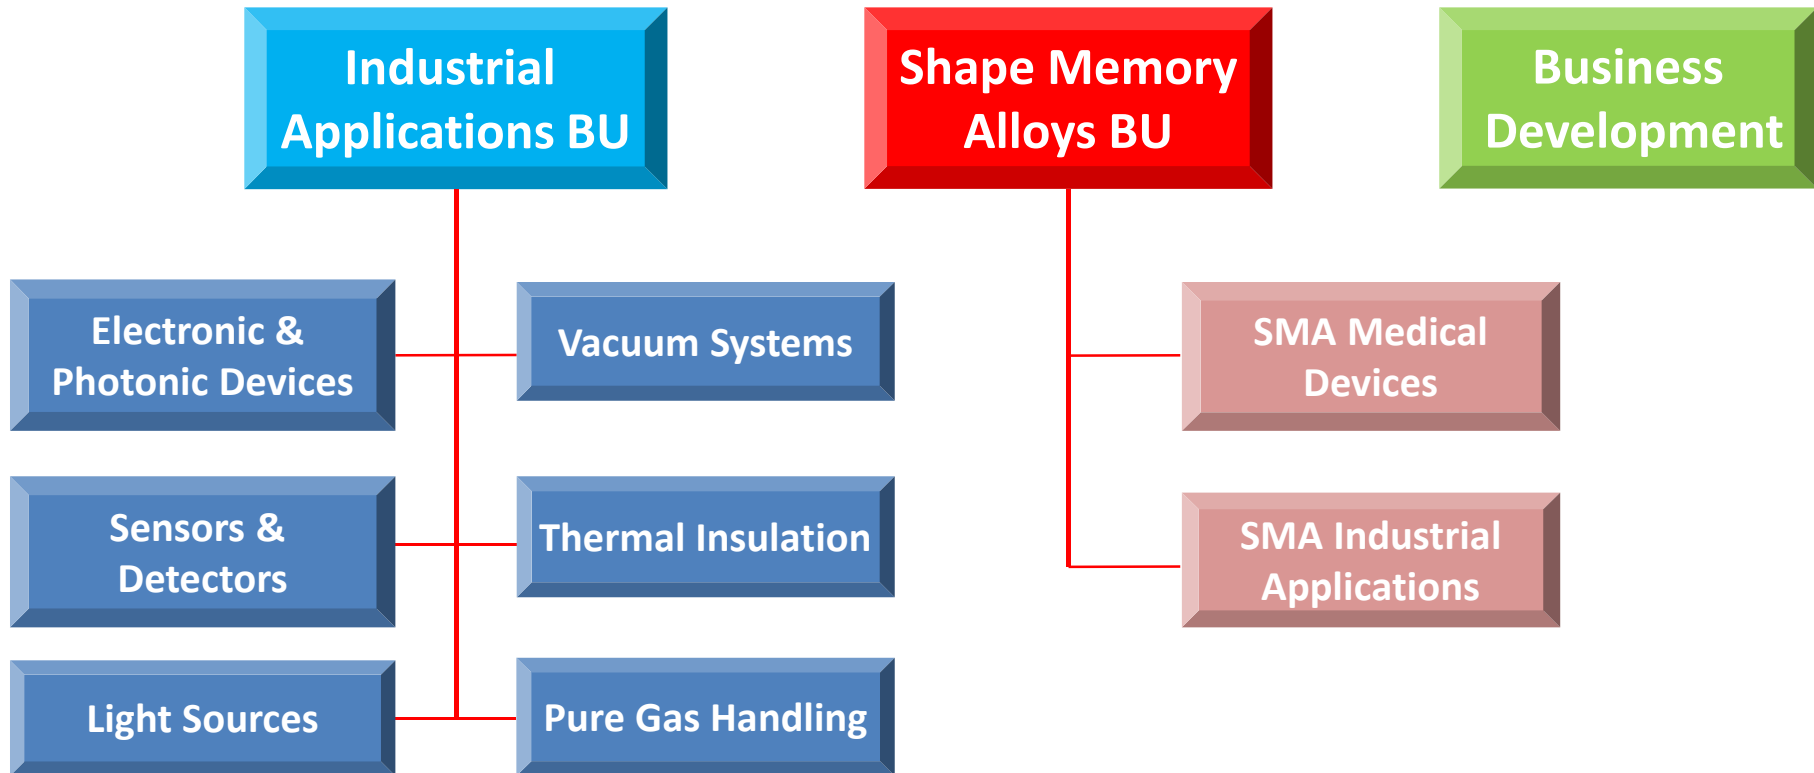 Industrial
Applications BU
Shape Memory
Alloys BU
Business
Development
Electronic &
Photonic Devices
Vacuum Systems
SMA Medical
Devices
Sensors &
Detectors
Thermal Insulation
SMA Industrial
Applications
Light Sources
Pure Gas Handling